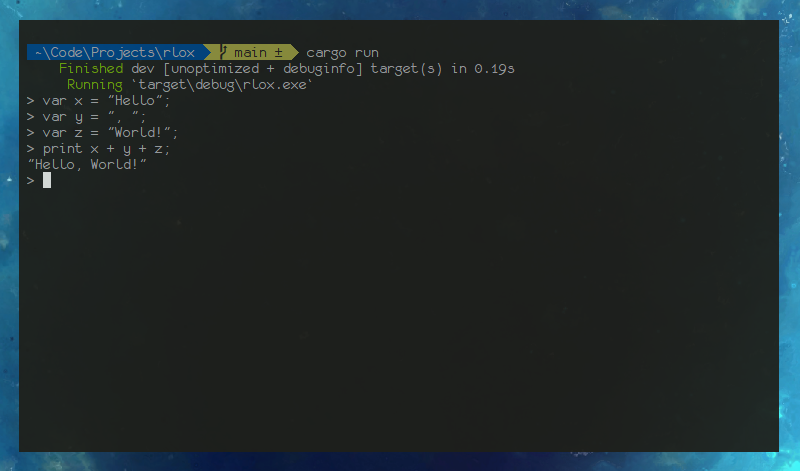 ~\Code\Projects\rlox main ± cargo run
Finished dev [unoptimized + debuginfo] target(s) in 0.19s
Running `target\debug\rlox.exe`
> var x = "Hello";
> var y = ", ";
> var z = "World!";
> print x + y + z;
"Hello, World!"
>